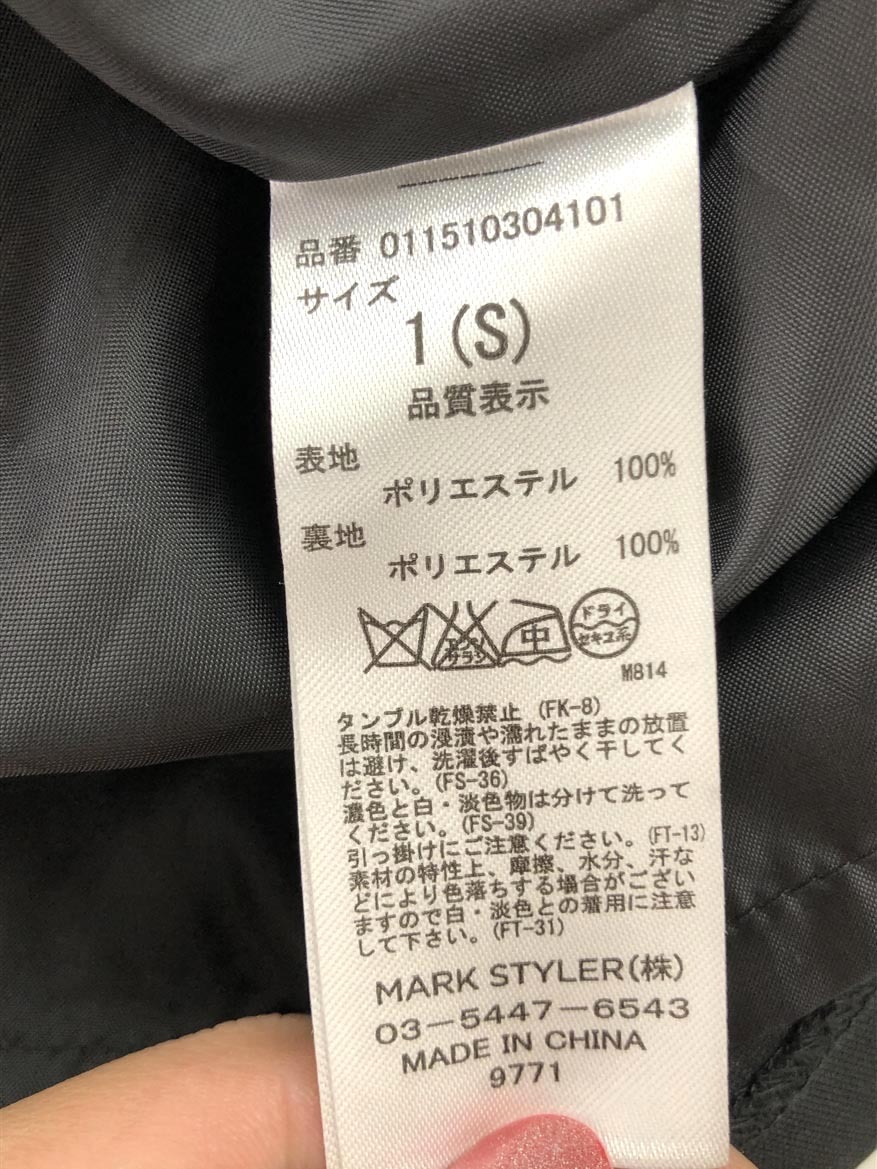 品番 011510304101
サイズ
1(S)
品質表示
表地
ポリエステル 100%
裏地
ポリエステル 100%
エンソ
サラシ
中
ドライ
セキユ系
M814
タンブル乾燥禁止 (FK-8)
長時間の浸漬や濡れたままの放置
は避け、洗濯後すばやく干してく
ださい。(FS-36)
濃色と白・淡色物は分けて洗って
ください。(FS-39)
引っ掛けにご注意ください。(FT-13)
素材の特性上、摩擦、水分、汗な
どにより色落ちする場合がござい
ますので白・淡色との着用に注意
して下さい。(FT-31)
MARK STYLER(株)
03-5447-6543
MADE IN CHINA
9771